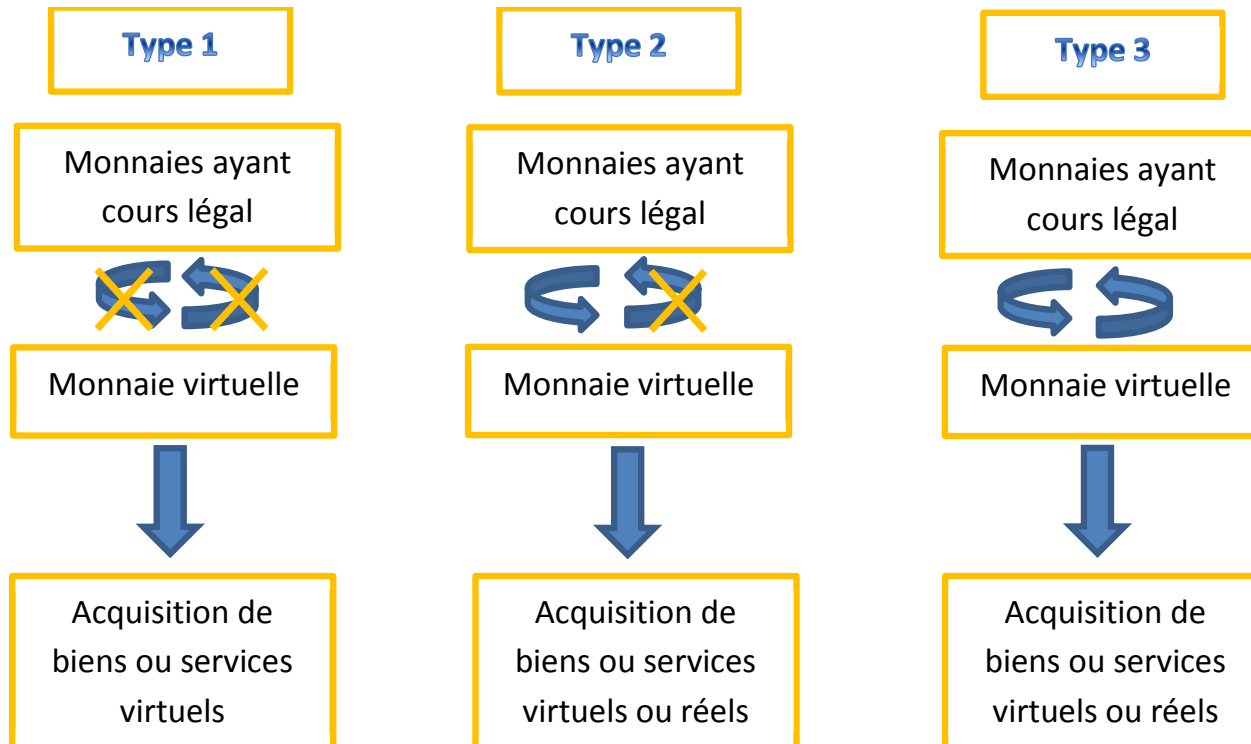 Type 1
Monnaies ayant
cours légal
Monnaie virtuelle
Acquisition de
biens ou services
virtuels
Type 2
Monnaies ayant
cours légal
Monnaie virtuelle
Acquisition de
biens ou services
virtuels ou réels
Type 3
Monnaies ayant
cours légal
Monnaie virtuelle
Acquisition de
biens ou services
virtuels ou réels